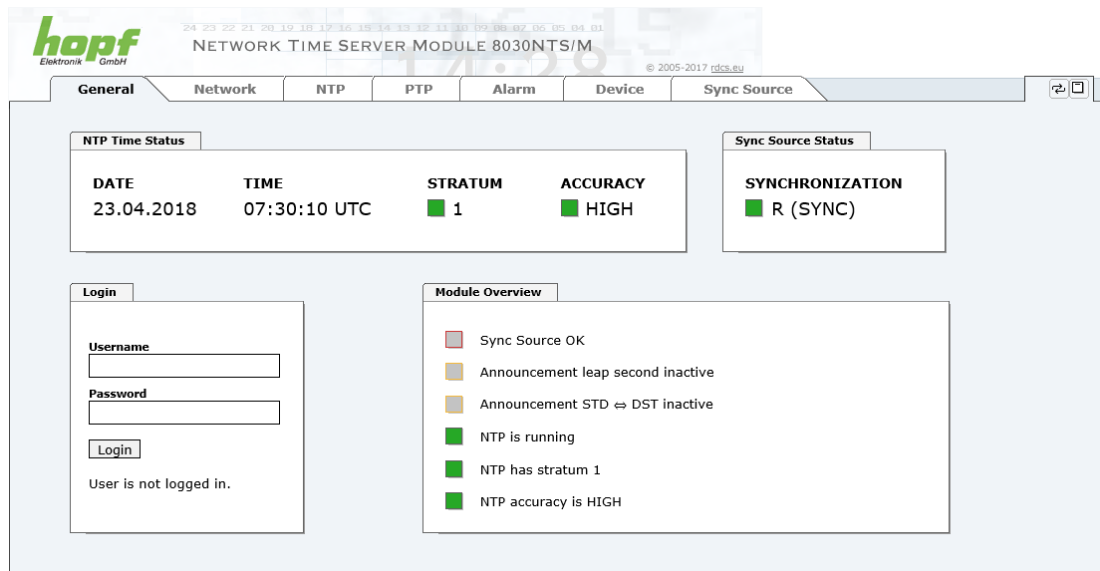 hopf
Elektronik GmbH
24 23 22 21 20 19 18 17 16 15 14 13 12 11 10 09 08 07 06 05 04 01
NETWORK TIME SERVER MODULE 8030NTS/M
14:28
© 2005-2017 rdcs.eu
General Network NTP PTP Alarm Device Sync Source
NTP Time Status
DATE TIME STRATUM ACCURACY
23.04.2018 07:30:10 UTC 1 HIGH
Sync Source Status
SYNCHRONIZATION
R (SYNC)
Login
Username
Password
Login
User is not logged in.
Module Overview
Sync Source OK
Announcement leap second inactive
Announcement STD ⇔ DST inactive
NTP is running
NTP has stratum 1
NTP accuracy is HIGH